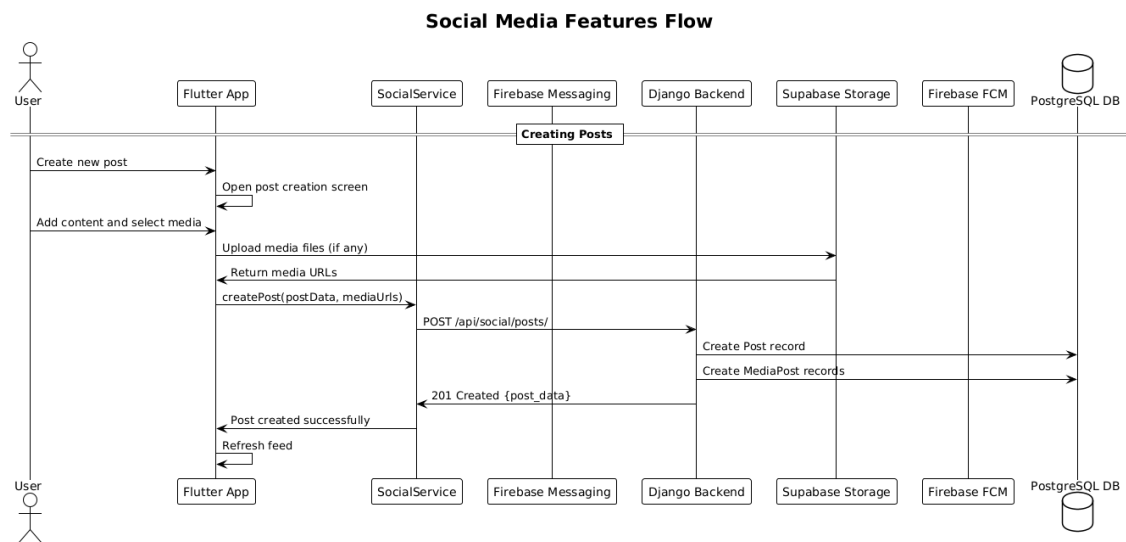 Social Media Features Flow
User
Flutter App
SocialService
Firebase Messaging
Django Backend
Supabase Storage
Firebase FCM
PostgreSQL DB
Creating Posts
Create new post
Open post creation screen
Add content and select media
Upload media files (if any)
Return media URLs
createPost(postData, mediaUrls)
POST /api/social/posts/
Create Post record
Create MediaPost records
201 Created {post_data}
Post created successfully
Refresh feed
User
Flutter App
SocialService
Firebase Messaging
Django Backend
Supabase Storage
Firebase FCM
PostgreSQL DB